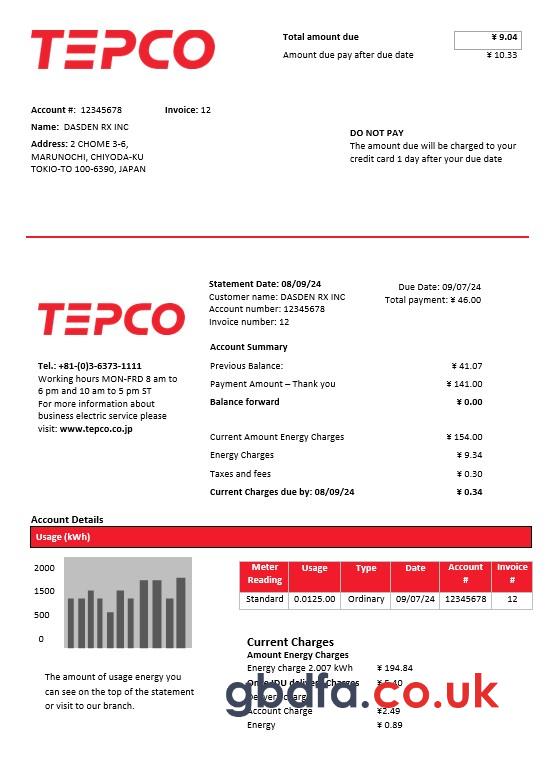 TEPCO
Total amount due ¥ 9.04
Amount due pay after due date ¥ 10.33
Account #: 12345678 Invoice: 12
Name: DASDEN RX INC
Address: 2 CHOME 3-6,
MARUNOCHI, CHIYODA-KU
TOKIO-TO 100-6390, JAPAN
DO NOT PAY
The amount due will be charged to your
credit card 1 day after your due date
TEPCO
Tel.: +81-(0)3-6373-1111
Working hours MON-FRD 8 am to
6 pm and 10 am to 5 pm ST
For more information about
business electric service please
visit: www.tepco.co.jp
Statement Date: 08/09/24
Customer name: DASDEN RX INC
Account number: 12345678
Invoice number: 12
Due Date: 09/07/24
Total payment: ¥ 46.00
Account Summary
Previous Balance: ¥ 41.07
Payment Amount – Thank you ¥ 141.00
Balance forward ¥ 0.00
Current Amount Energy Charges ¥ 154.00
Energy Charges ¥ 9.34
Taxes and fees ¥ 0.30
Current Charges due by: 08/09/24 ¥ 0.34
Account Details
Usage (kWh)
2000
1500
500
0
The amount of usage energy you
can see on the top of the statement
or visit to our branch.
Meter Reading Usage Type Date Account # Invoice #
Standard 0.0125.00 Ordinary 09/07/24 12345678 12
Current Charges
Amount Energy Charges
Energy charge 2.007 kWh ¥ 194.84
Charges
Account Charge ¥2.49
Energy ¥ 0.89
gbdfa.co.uk